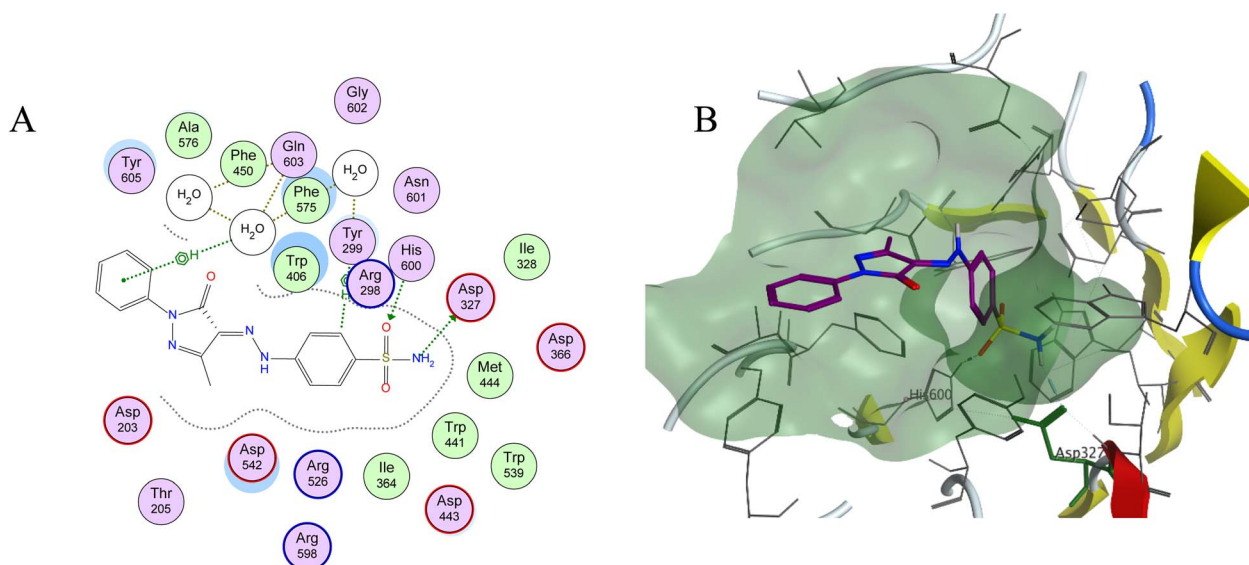 A
B
Gly
602
Ala
576
Tyr
605
Phe
450
Gln
603
H₂O
H₂O
Phe
575
Asn
601
H₂O
Tyr
299
His
600
Ile
328
Trp
406
Arg
298
Asp
327
H
H
O
N
N
N
N
H
O
S
O
NH₂
Asp
366
Met
444
Asp
203
Trp
441
Trp
539
Asp
542
Arg
526
Ile
364
Asp
443
Thr
205
Arg
598
His600
Asp327